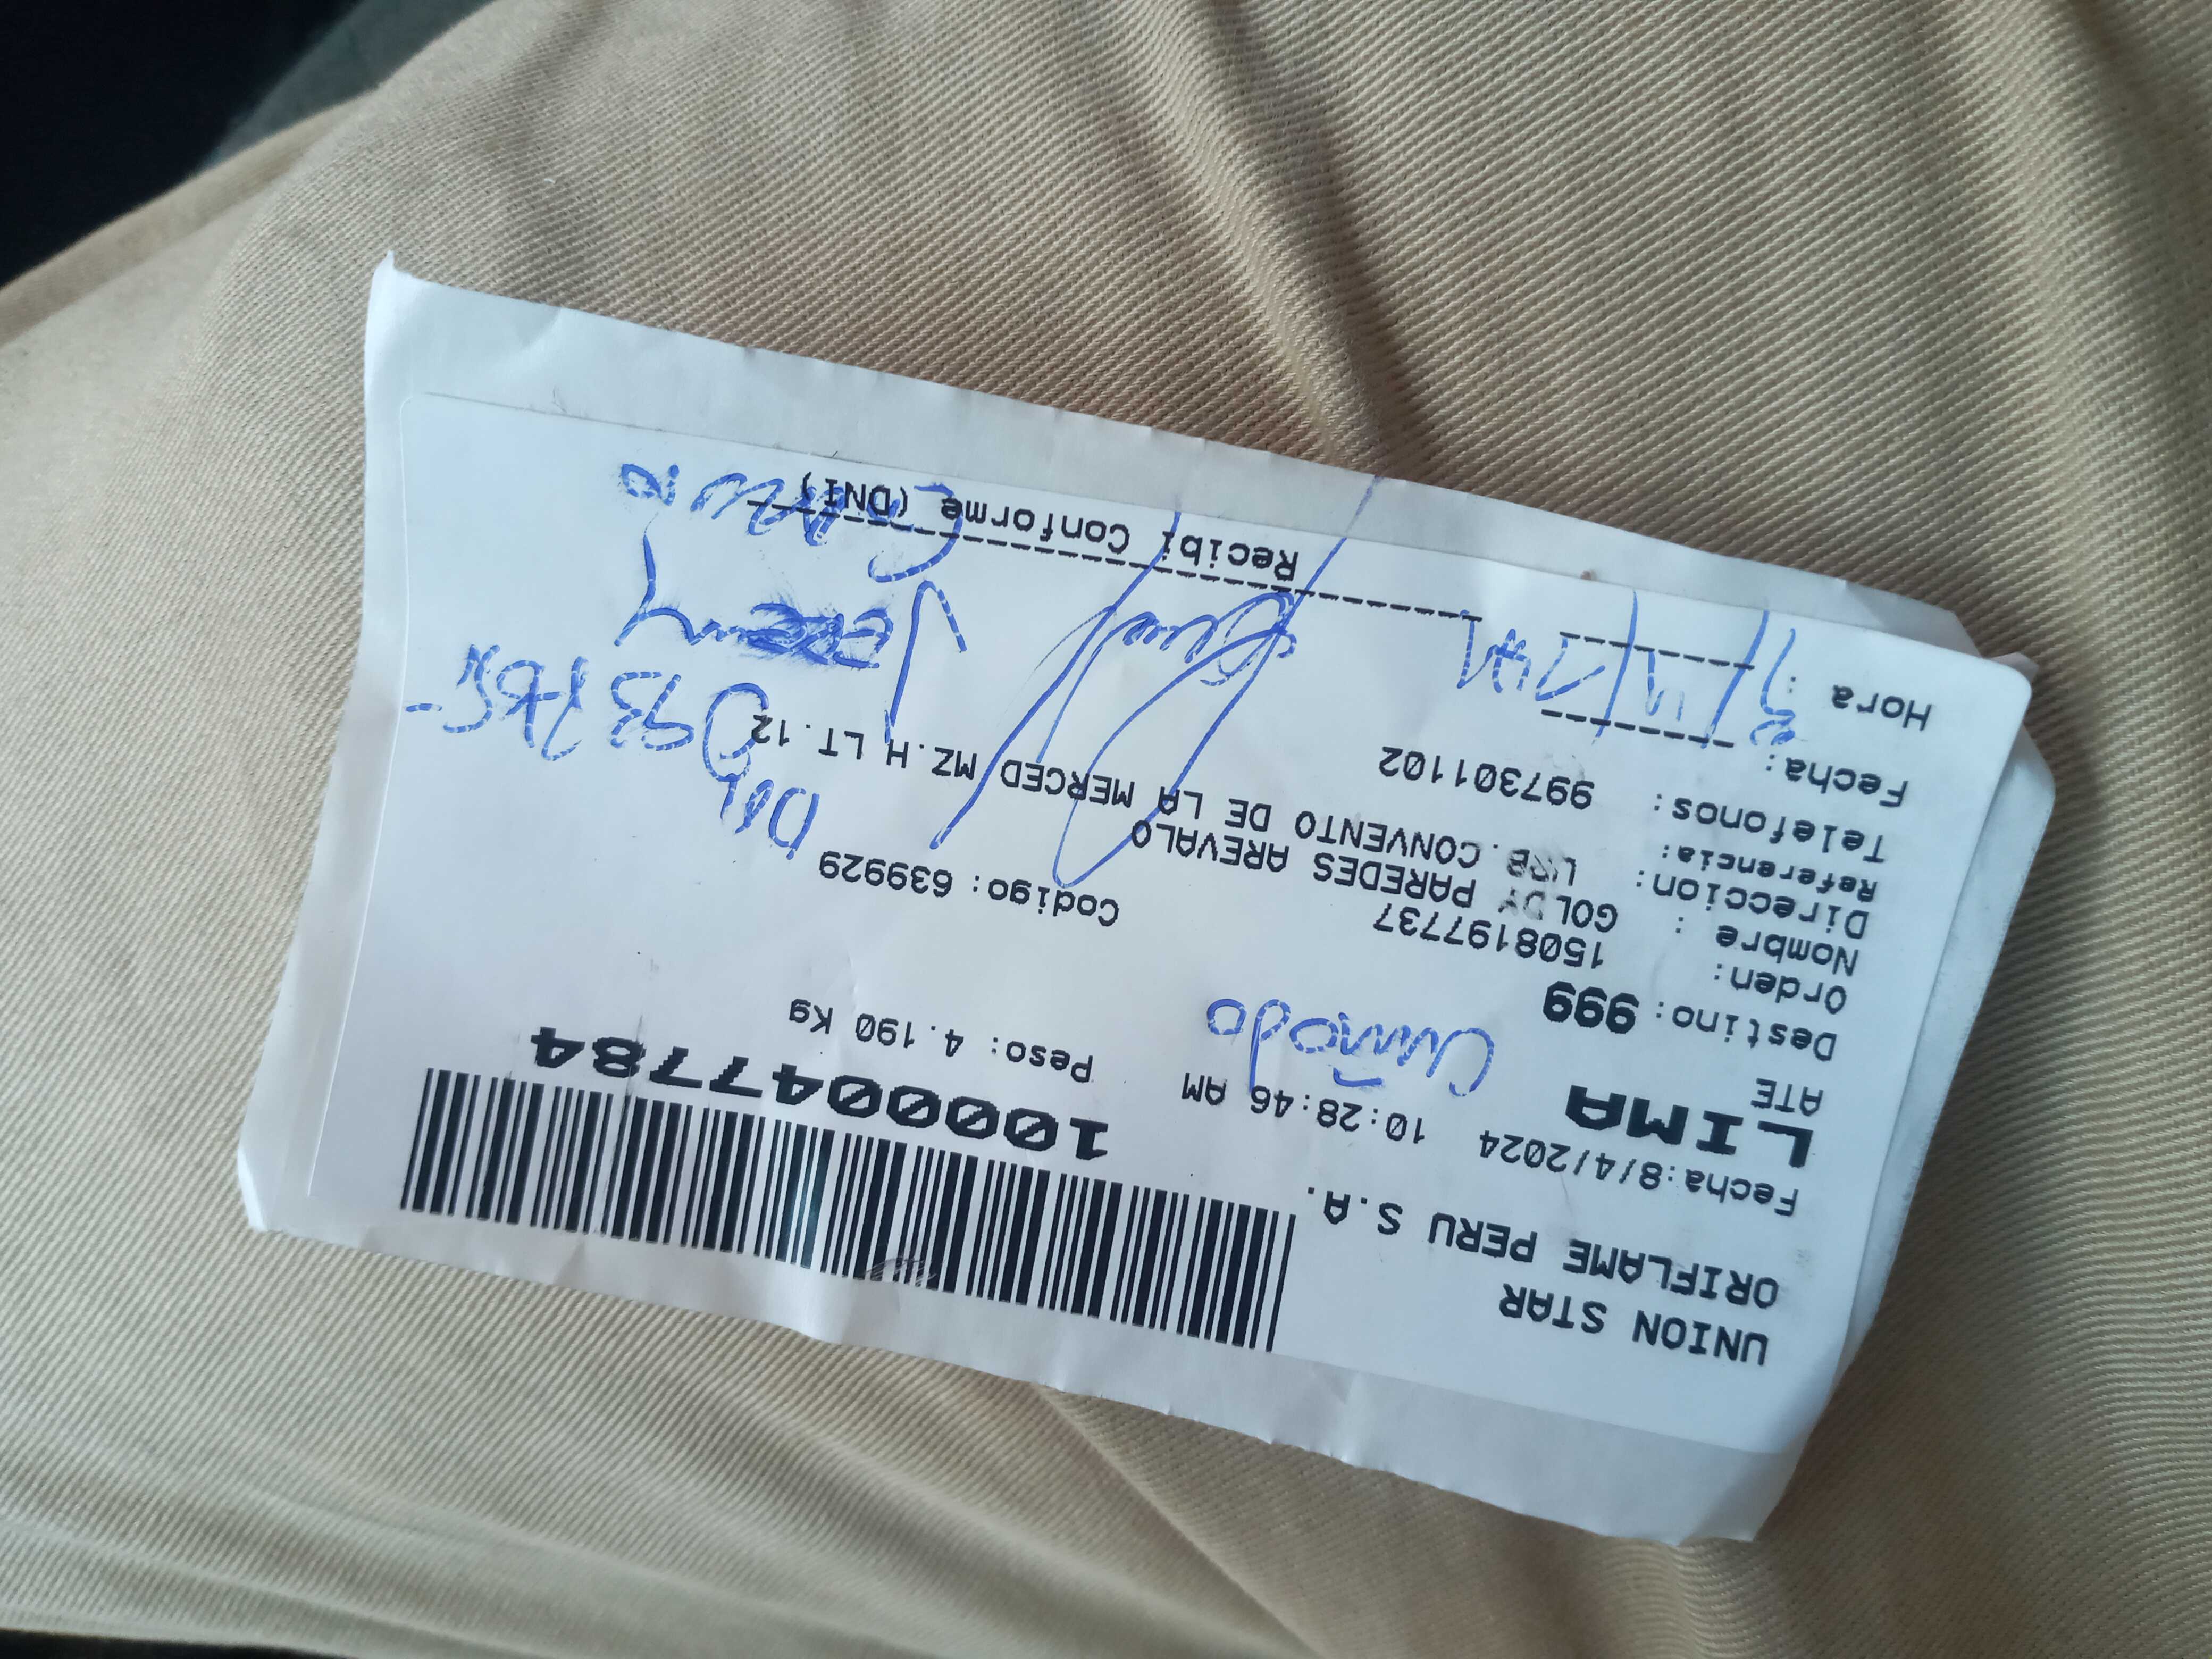 UNION STAR
ORIFLAME PERU S.A.
Fecha:8/4/2024 10:28:46 AM
LIMA
1000047784
ATE
Peso: 4.190 Kg
Cuñado
Destino: 999
Orden: 1508197737
Codigo: 639929
Nombre : GOLDY PAREDES AREVALO
Direccion: URB. CONVENTO DE LA MERCED MZ.H LT.12
Referencia:
Telefonos: 997301102
Fecha:
Hora :
Jeremy
Recibi Conforme (DNI)